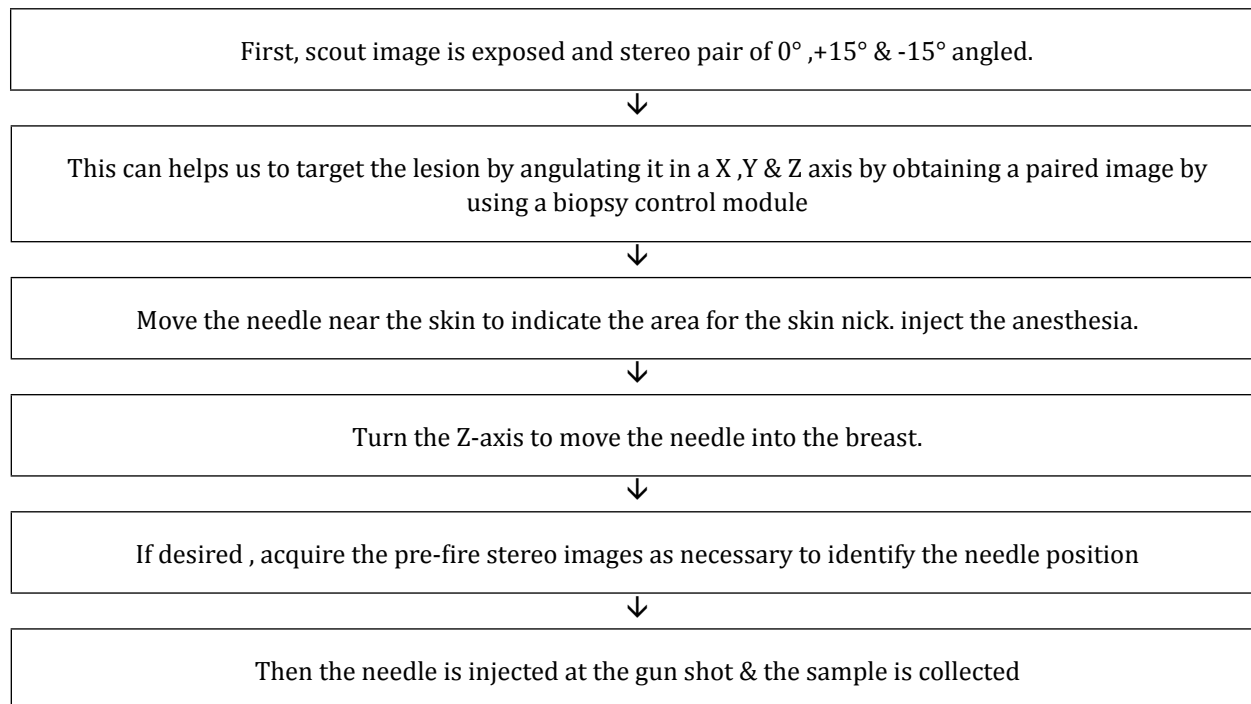 First, scout image is exposed and stereo pair of 0° ,+15° & -15° angled.
This can helps us to target the lesion by angulating it in a X ,Y & Z axis by obtaining a paired image by
using a biopsy control module
Move the needle near the skin to indicate the area for the skin nick. inject the anesthesia.
Turn the Z-axis to move the needle into the breast.
If desired , acquire the pre-fire stereo images as necessary to identify the needle position
Then the needle is injected at the gun shot & the sample is collected